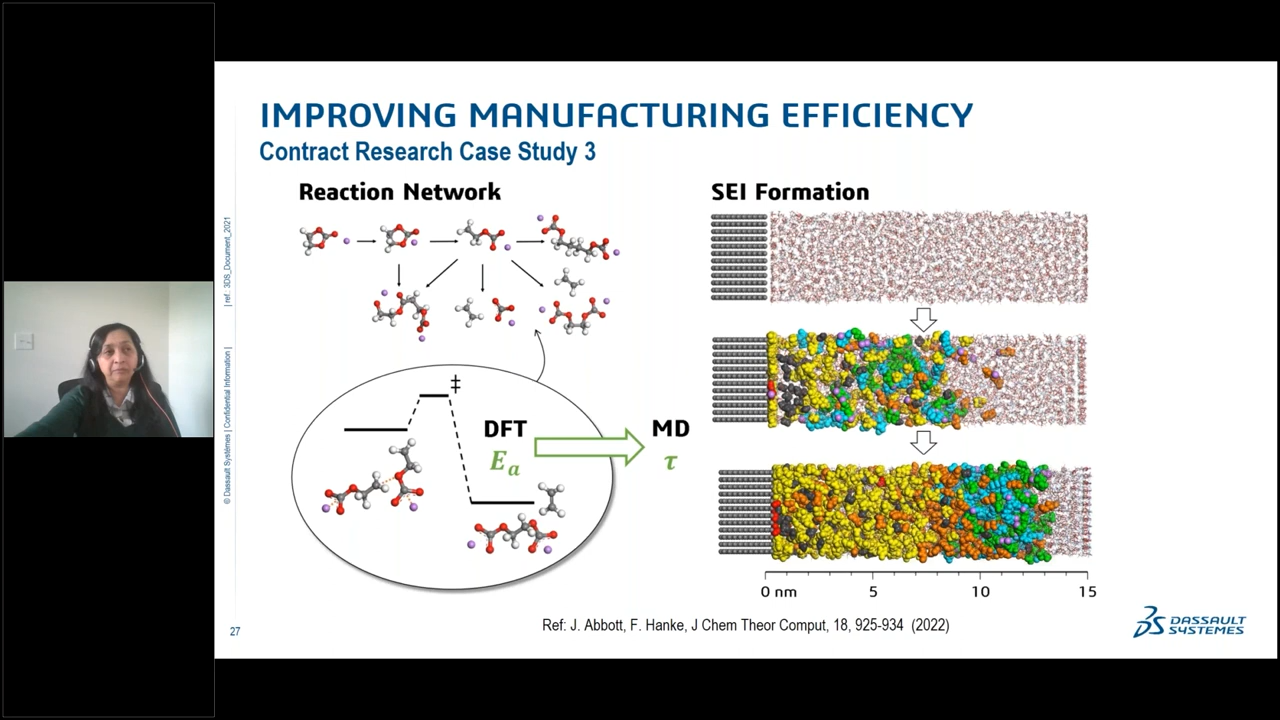 IMPROVING MANUFACTURING EFFICIENCY
Contract Research Case Study 3
Reaction Network
SEI Formation
‡
DFT
Eₐ
MD
τ
0 nm 5 10 15
Ref: J. Abbott, F. Hanke, J Chem Theor Comput, 18, 925-934 (2022)
27
© Dassault Systèmes | Confidential Information | ref.: 3DS_Document_2021
DASSAULT
SYSTEMES